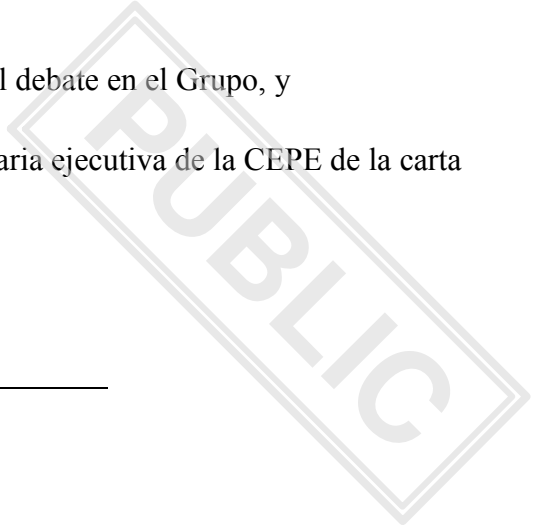 l debate en el Grupo, y
aria ejecutiva de la CEPE de la carta
PUBLIC